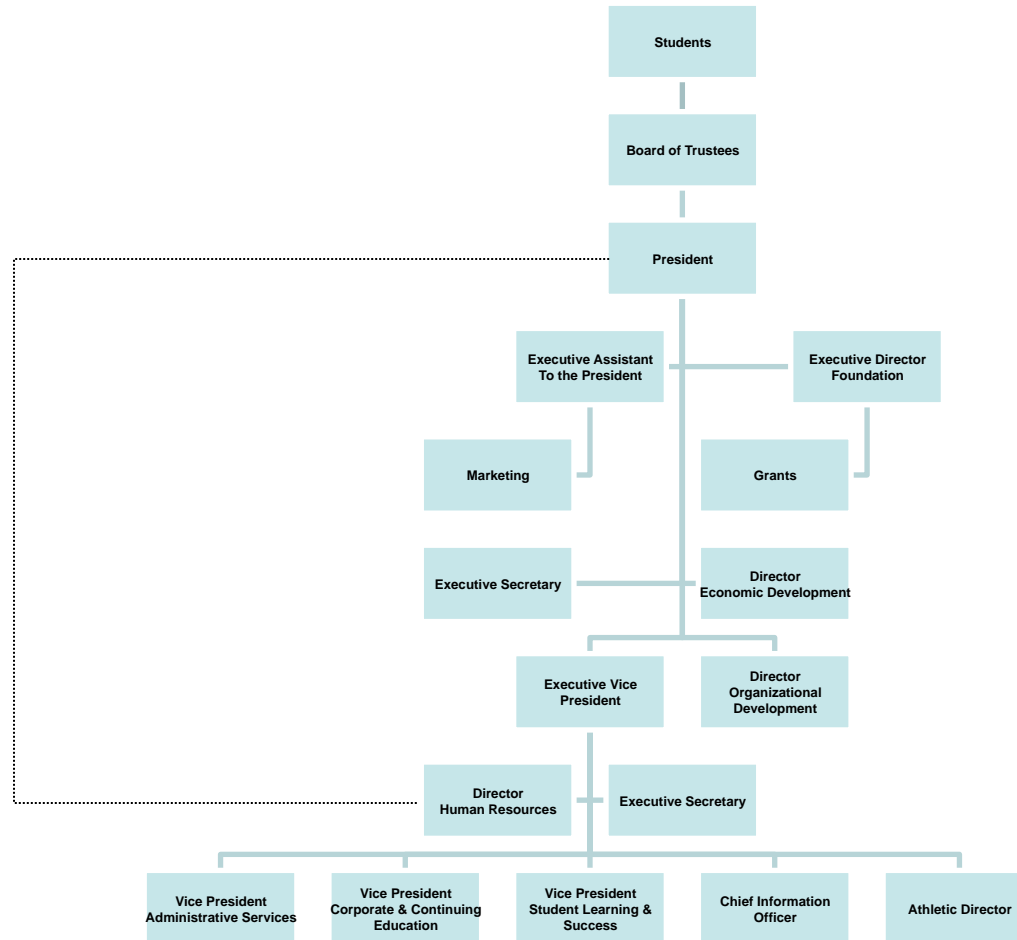 Students
Board of Trustees
President
Executive Assistant
To the President
Executive Director
Foundation
Marketing
Grants
Executive Secretary
Director
Economic Development
Executive Vice
President
Director
Organizational
Development
Director
Human Resources
Executive Secretary
Vice President
Administrative Services
Vice President
Corporate & Continuing
Education
Vice President
Student Learning &
Success
Chief Information
Officer
Athletic Director